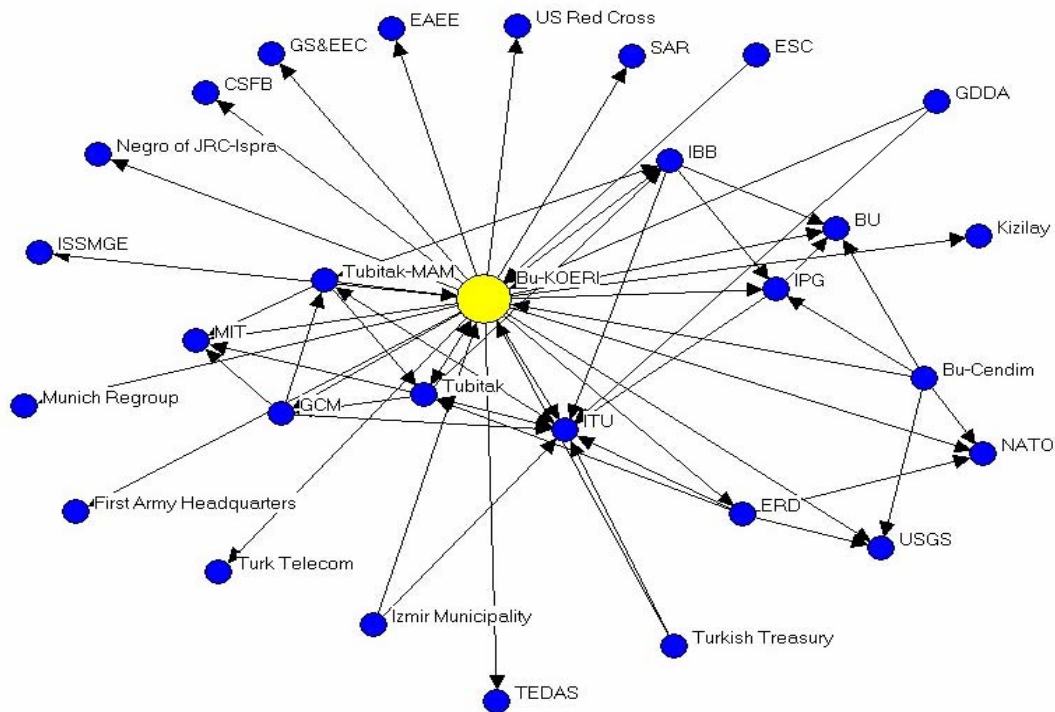 EAEE
US Red Cross
GS&EEC
SAR
ESC
CSFB
GDDA
Negro of JRC-Ispra
IBB
BU
Kizilay
ISSMGE
Tubitak-MAM
Bu-KOERI
IPG
MIT
Bu-Cendim
Munich Regroup
GCM
Tubitak
ITU
NATO
First Army Headquarters
ERD
USGS
Turk Telecom
Izmir Municipality
Turkish Treasury
TEDAS